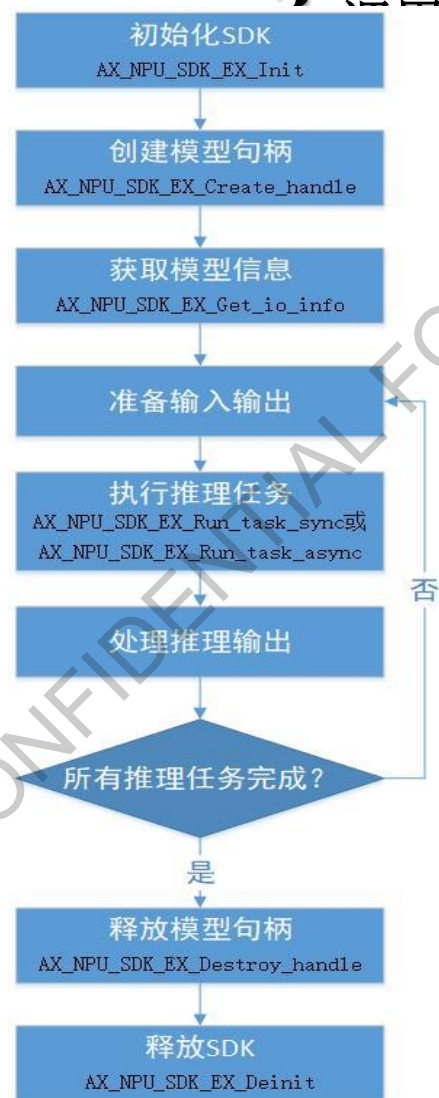 初始化SDK
AX_NPU_SDK_EX_Init
创建模型句柄
AX_NPU_SDK_EX_Create_handle
获取模型信息
AX_NPU_SDK_EX_Get_io_info
准备输入输出
执行推理任务
AX_NPU_SDK_EX_Run_task_sync或
AX_NPU_SDK_EX_Run_task_async
否
处理推理输出
所有推理任务完成?
是
释放模型句柄
AX_NPU_SDK_EX_Destroy_handle
释放SDK
AX_NPU_SDK_EX_Deinit